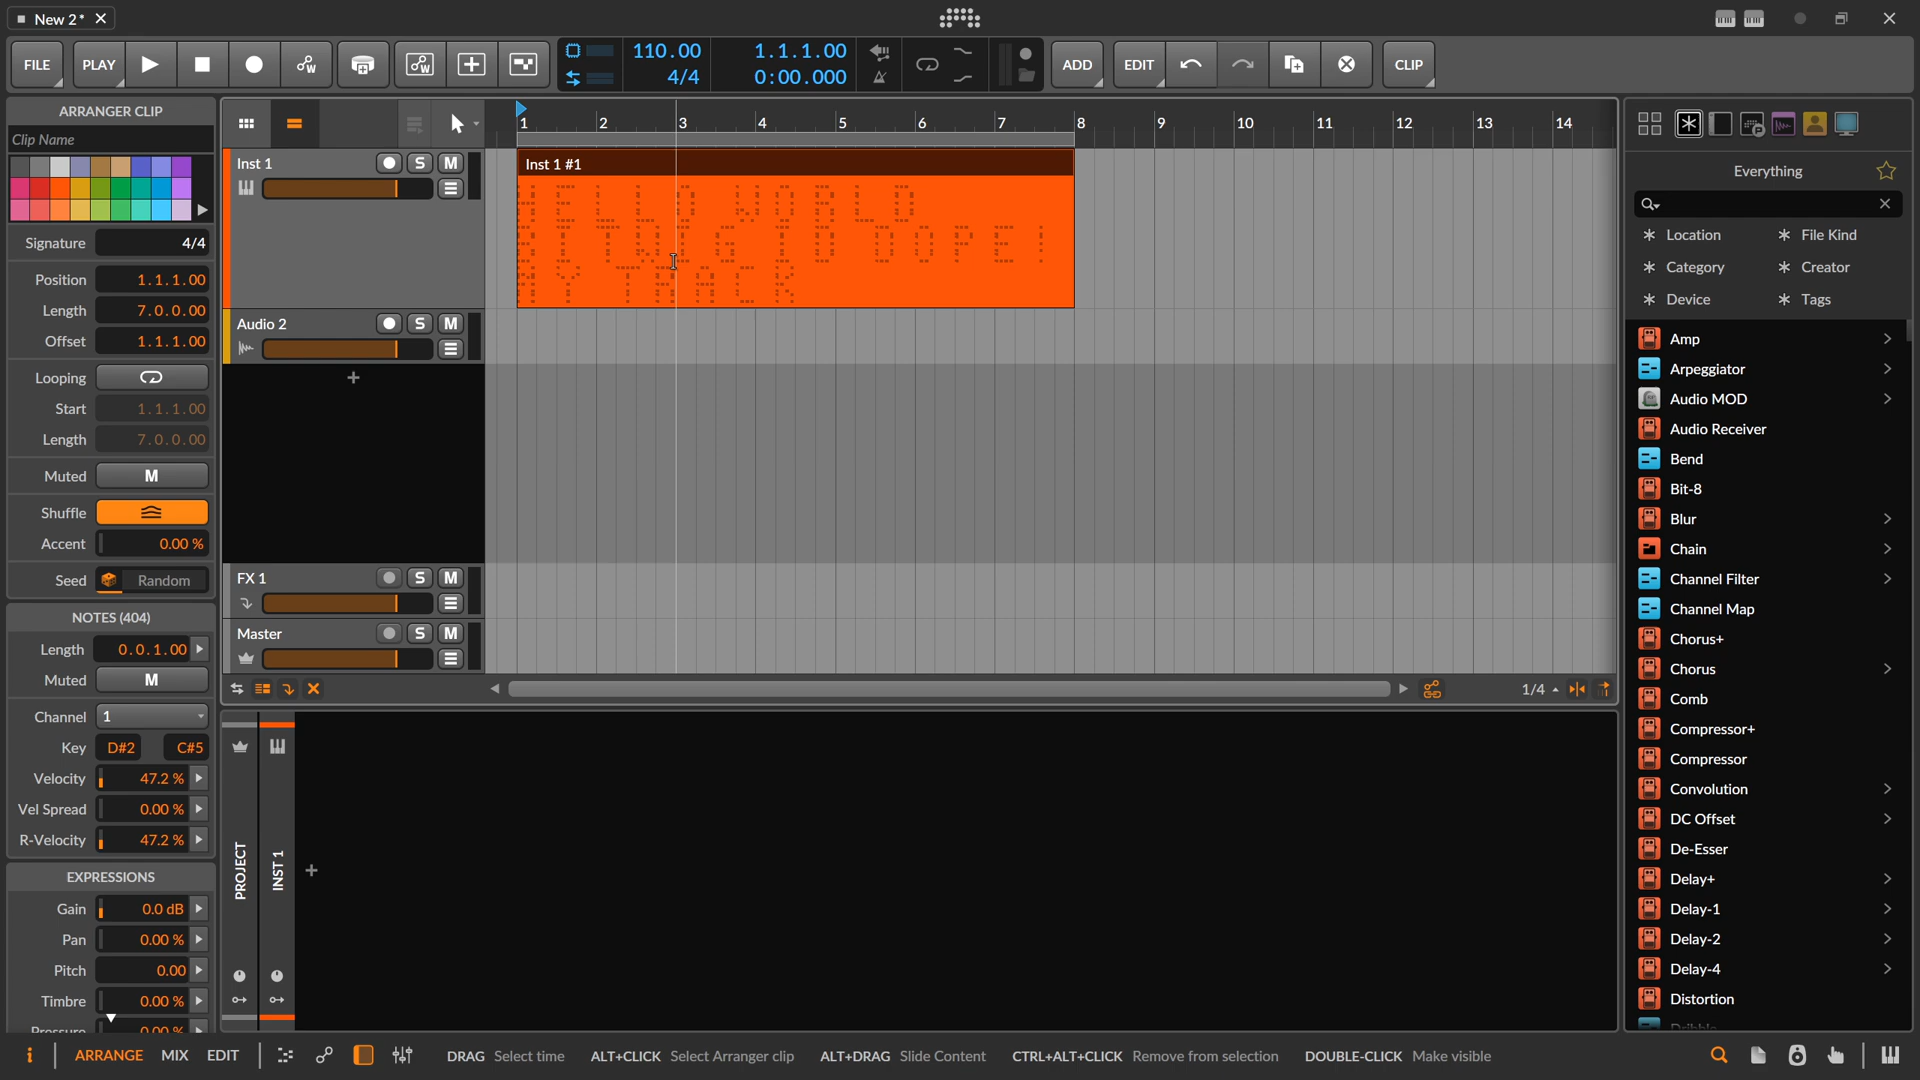 New 2*
FILE PLAY ADD EDIT CLIP
110.00 1.1.1.00
4/4 0:00.000
ARRANGER CLIP
Clip Name
Signature 4/4
Position 1.1.1.00
Length 7.0.0.00
Offset 1.1.1.00
Looping
Start 1.1.1.00
Length 7.0.0.00
Muted M
Shuffle
Accent 0.00 %
Seed Random
NOTES (404)
Length 0.0.1.00
Muted M
Channel 1
Key D#2 C#5
Velocity 47.2 %
Vel Spread 0.00 %
R-Velocity 47.2 %
EXPRESSIONS
Gain 0.0 dB
Pan 0.00 %
Pitch 0.00
Timbre 0.00 %
Pressure 0.00 %
1 2 3 4 5 6 7 8 9 10 11 12 13 14
Inst 1 S M
Inst 1 #1
HELLO WORLD
DOPE!
MY TRACK
Audio 2 S M
FX 1 S M
Master S M
1/4
PROJECT
INST 1
Everything
Location File Kind
Category Creator
Device Tags
Amp
Arpeggiator
Audio MOD
Audio Receiver
Bend
Bit-8
Blur
Chain
Channel Filter
Channel Map
Chorus+
Chorus
Comb
Compressor+
Compressor
Convolution
DC Offset
De-Esser
Delay+
Delay-1
Delay-2
Delay-4
Distortion
ARRANGE MIX EDIT DRAG Select time ALT+CLICK Select Arranger clip ALT+DRAG Slide Content CTRL+ALT+CLICK Remove from selection DOUBLE-CLICK Make visible